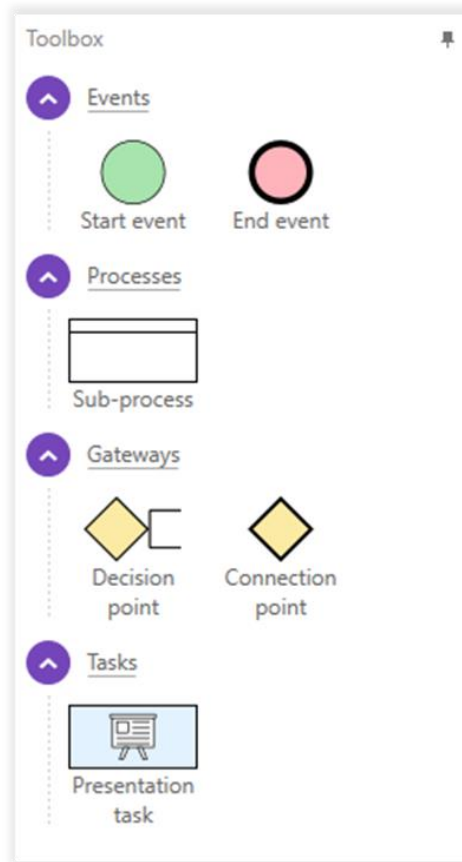 Toolbox
Events
Start event
End event
Processes
Sub-process
Gateways
Decision
point
Connection
point
Tasks
Presentation
task